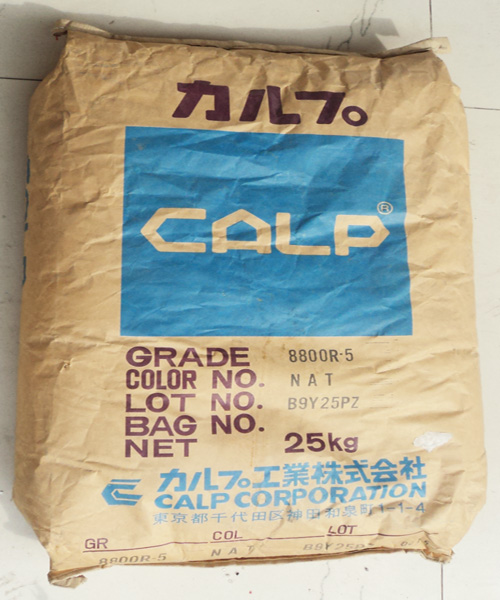 カルプ
CALP®
GRADE 8800R-5
COLOR NO. NAT
LOT NO. B9Y25PZ
BAG NO.
NET 25kg
カルプ工業株式会社
CALP CORPORATION
東京都千代田区神田和泉町1-1-4
GR COL LOT
8800R-5 NAT B9Y25PZ